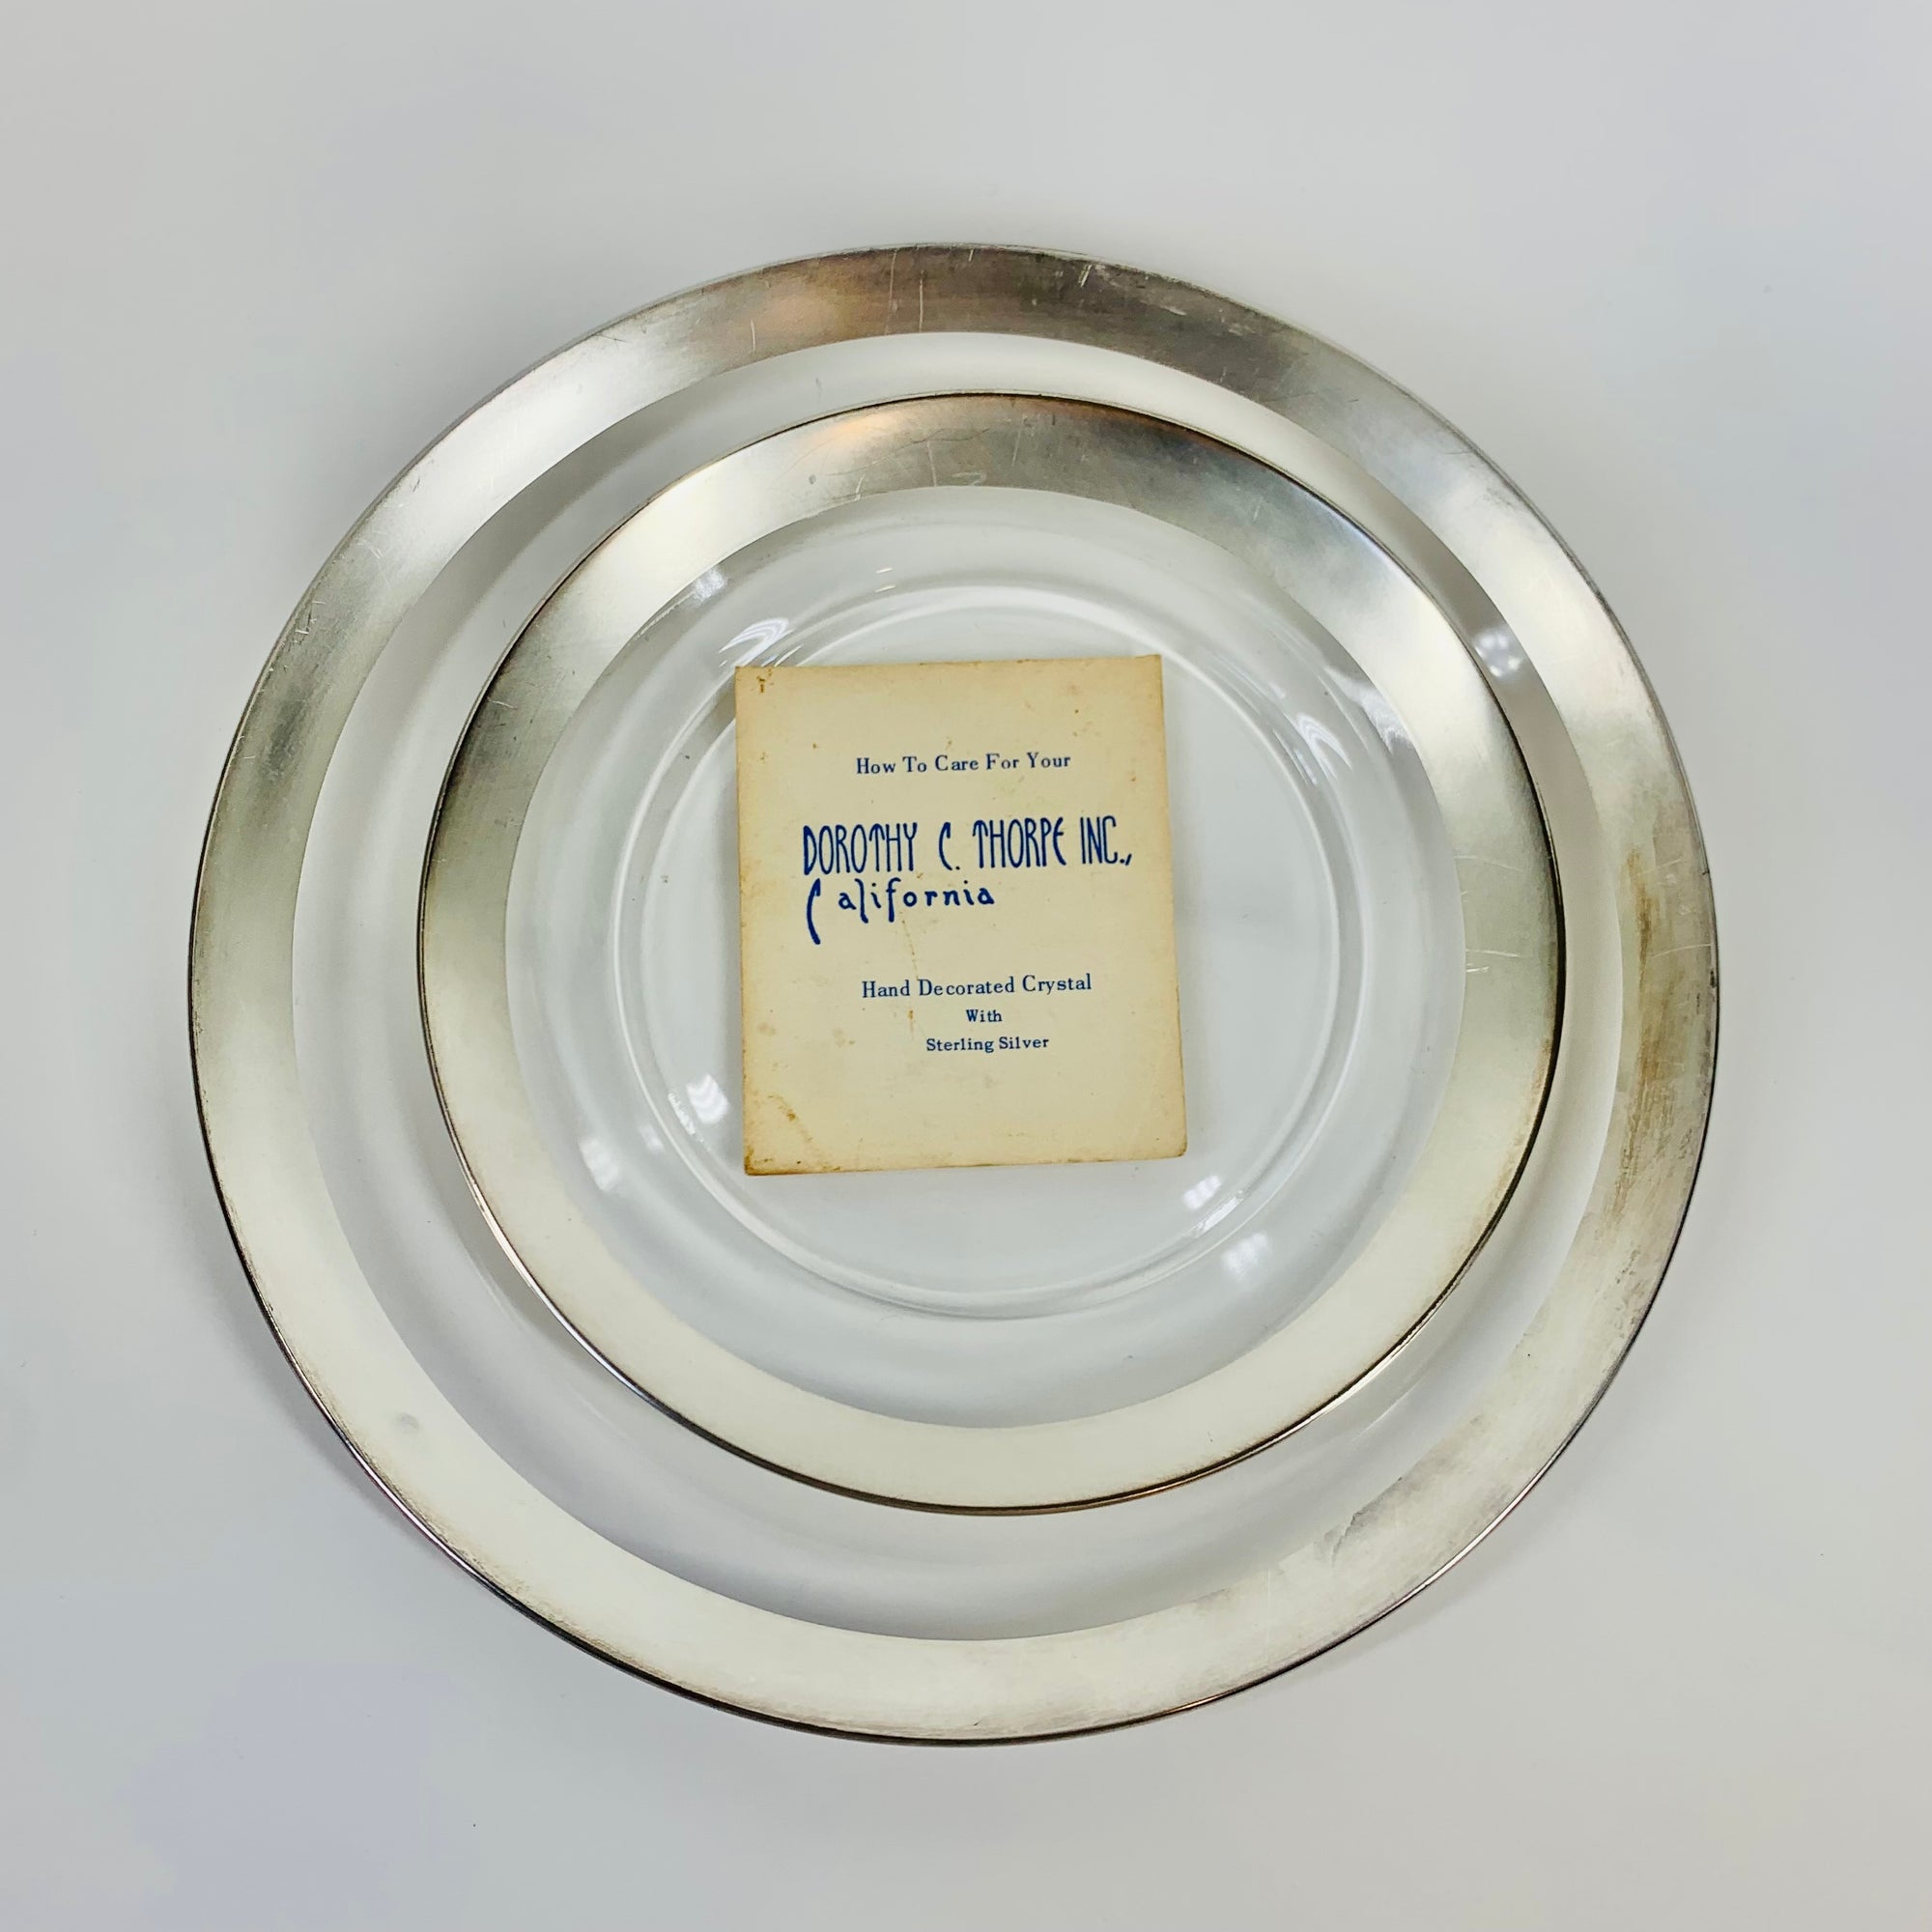 How To Care For Your
DOROTHY C. THORPE INC.,
California
Hand Decorated Crystal
With
Sterling Silver